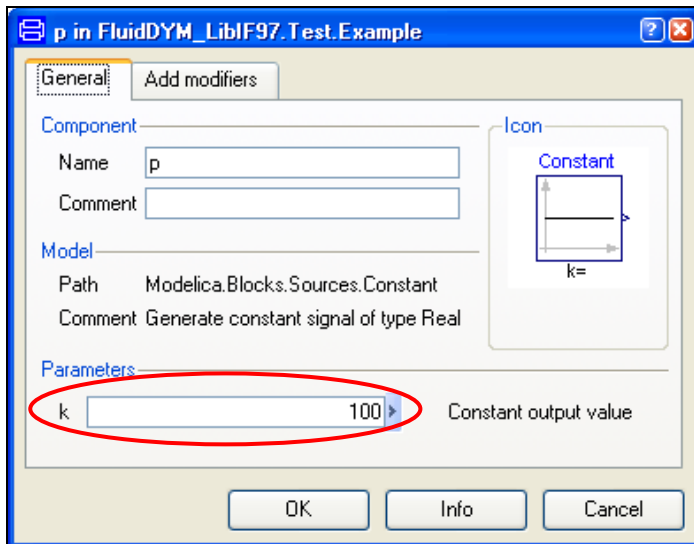 p in FluidDYM_LibIF97.Test.Example
General
Add modifiers
Component
Name p
Comment
Icon
Constant
k=
Model
Path Modelica.Blocks.Sources.Constant
Comment Generate constant signal of type Real
Parameters
k 100 Constant output value
OK Info Cancel